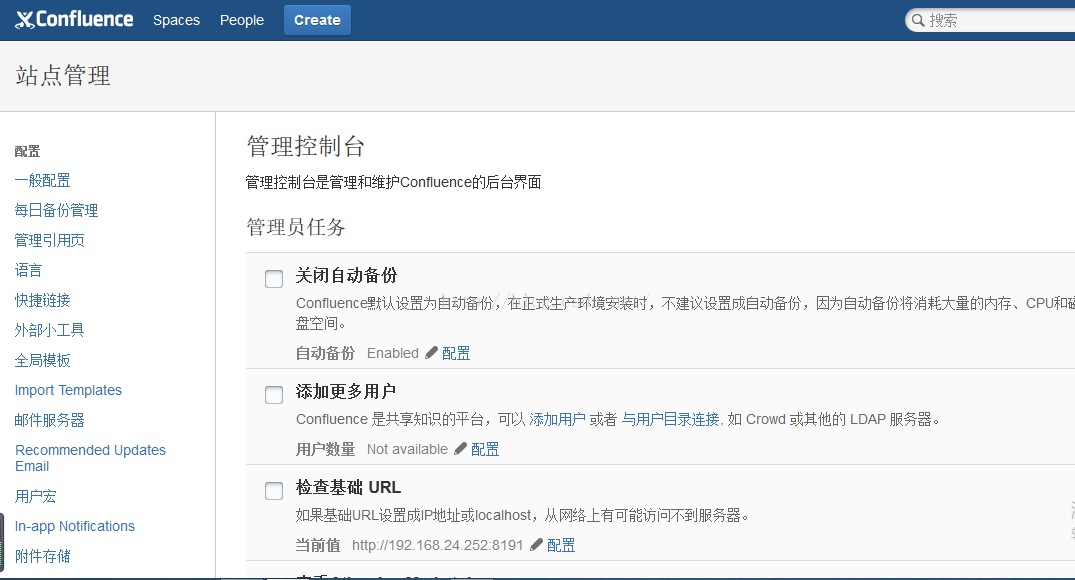 Confluence Spaces People Create 搜索
站点管理
配置
一般配置
每日备份管理
管理引用页
语言
快捷链接
外部小工具
全局模板
Import Templates
邮件服务器
Recommended Updates
Email
用户宏
In-app Notifications
附件存储
管理控制台
管理控制台是管理和维护Confluence的后台界面
管理员任务
关闭自动备份
Confluence默认设置为自动备份，在正式生产环境安装时，不建议设置成自动备份，因为自动备份将消耗大量的内存、CPU和磁
盘空间。
自动备份 Enabled 配置
添加更多用户
Confluence 是共享知识的平台，可以 添加用户 或者 与用户目录连接, 如 Crowd 或其他的 LDAP 服务器。
用户数量 Not available 配置
检查基础 URL
如果基础URL设置成IP地址或localhost，从网络上有可能访问不到服务器。
当前值 http://192.168.24.252:8191 配置